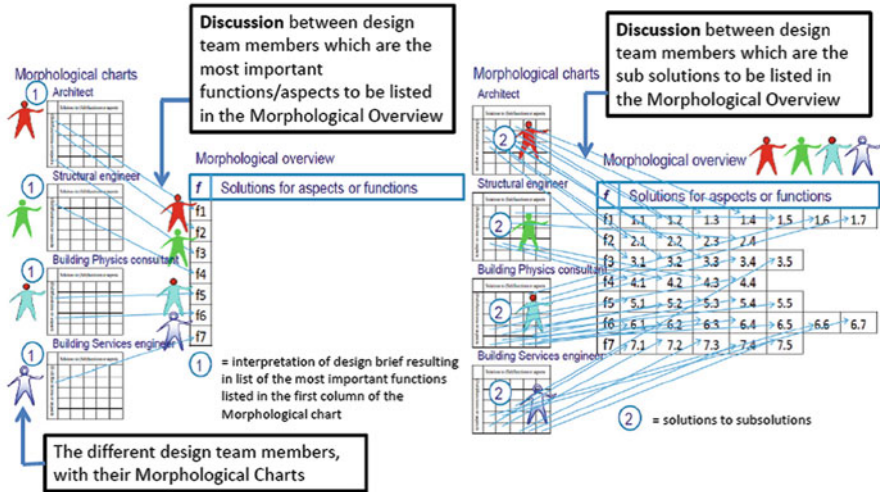 Discussion between design
team members which are the
most important
functions/aspects to be listed
in the Morphological Overview
Morphological charts
1
Architect
Structural engineer
1
Building Physics consultant
1
Building Services engineer
1
Morphological overview
f Solutions for aspects or functions
f1
f2
f3
f4
f5
f6
f7
1 = interpretation of design brief resulting
in list of the most important functions
listed in the first column of the
Morphological chart
The different design team members,
with their Morphological Charts
Discussion between design
team members which are the
sub solutions to be listed in
the Morphological Overview
Morphological charts
Architect
2
Structural engineer
2
Building Physics consultant
2
Building Services engineer
2
Morphological overview
f Solutions for aspects or functions
f1 1.1 1.2 1.3 1.4 1.5 1.6 1.7
f2 2.1 2.2 2.3 2.4
f3 3.1 3.2 3.3 3.4 3.5
f4 4.1 4.2 4.3 4.4
f5 5.1 5.2 5.3 5.4 5.5
f6 6.1 6.2 6.3 6.4 6.5 6.6 6.7
f7 7.1 7.2 7.3 7.4 7.5
2 = solutions to subsolutions